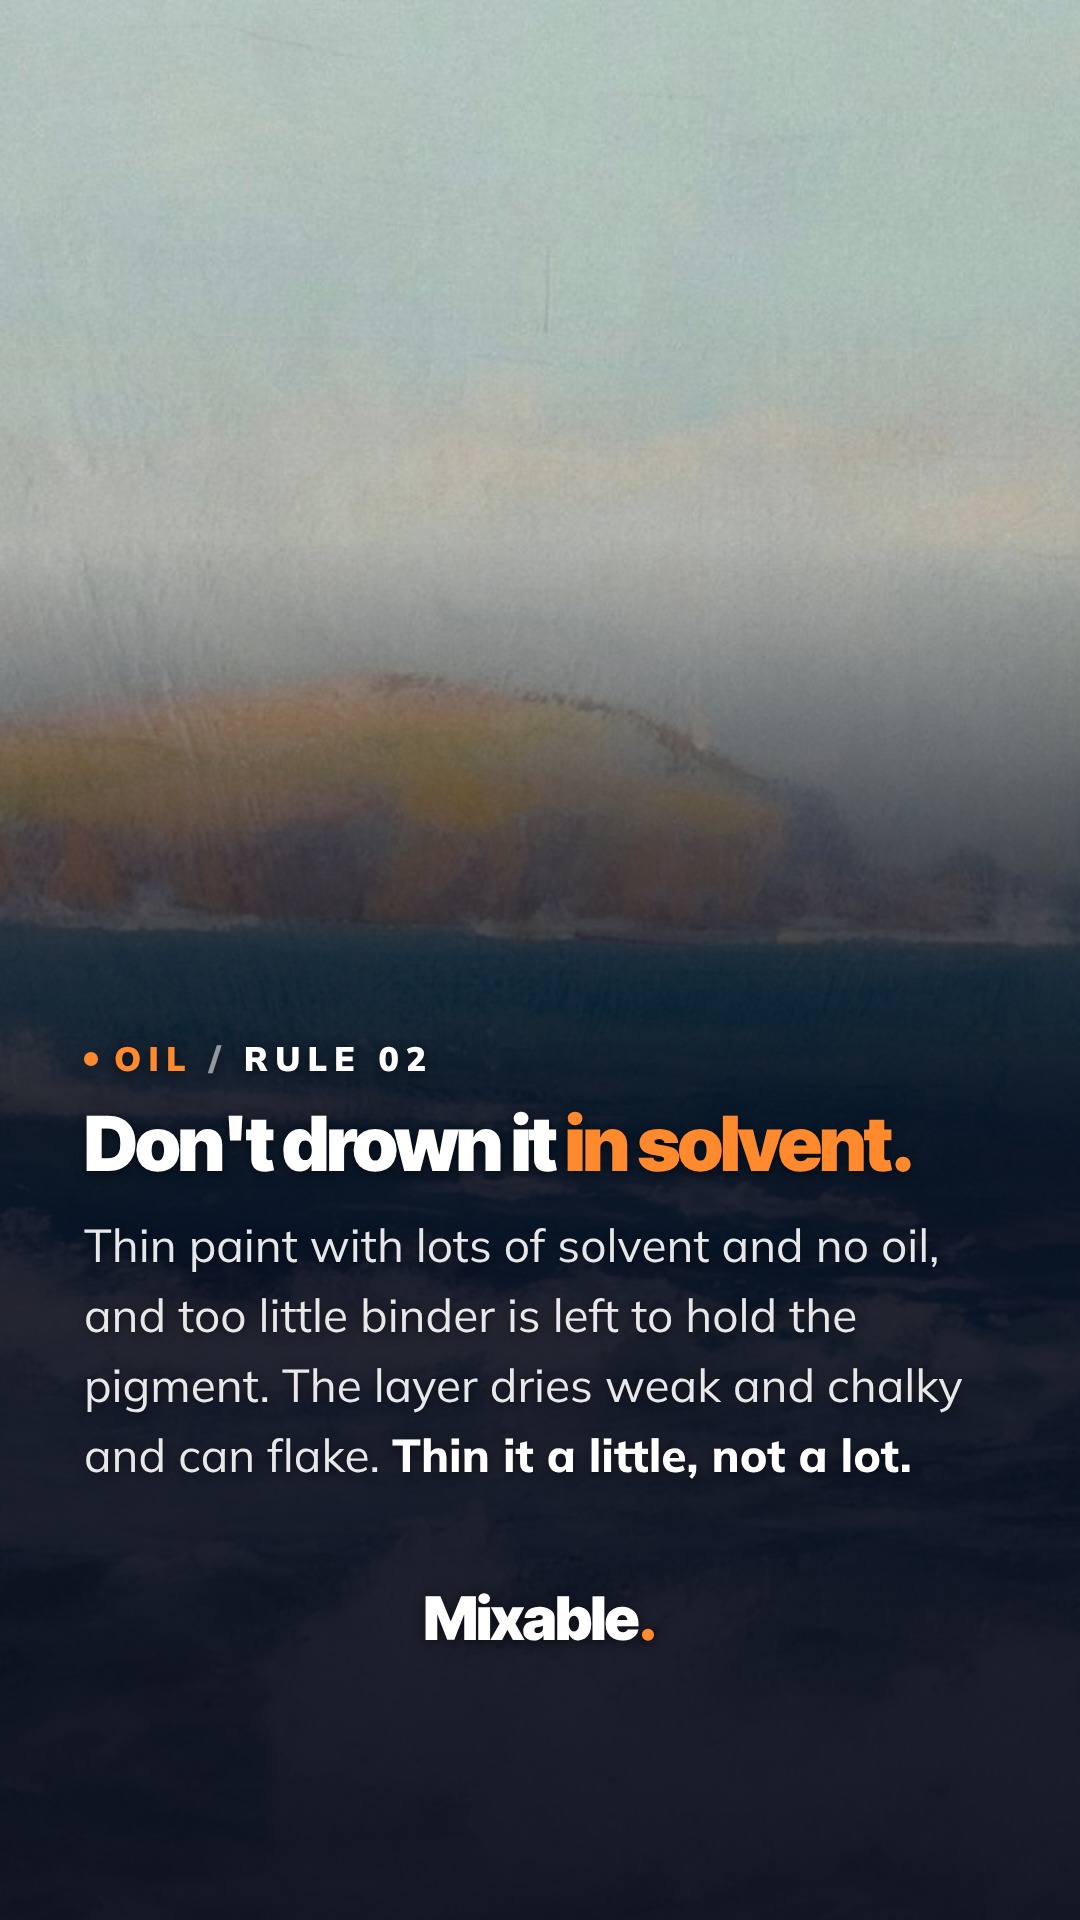 • OIL / RULE 02
Don't drown it in solvent.
Thin paint with lots of solvent and no oil,
and too little binder is left to hold the
pigment. The layer dries weak and chalky
and can flake. Thin it a little, not a lot.
Mixable.